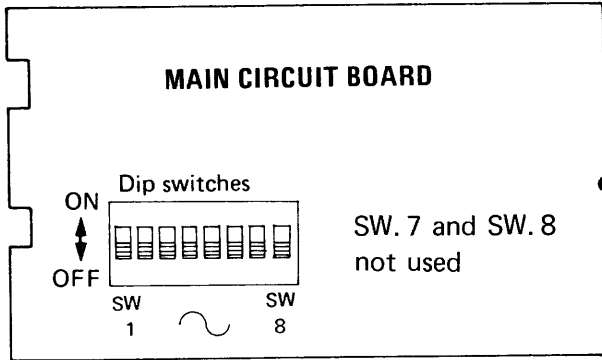 MAIN CIRCUIT BOARD
Dip switches
ON
OFF
SW. 7 and SW. 8
not used
SW SW
1 8